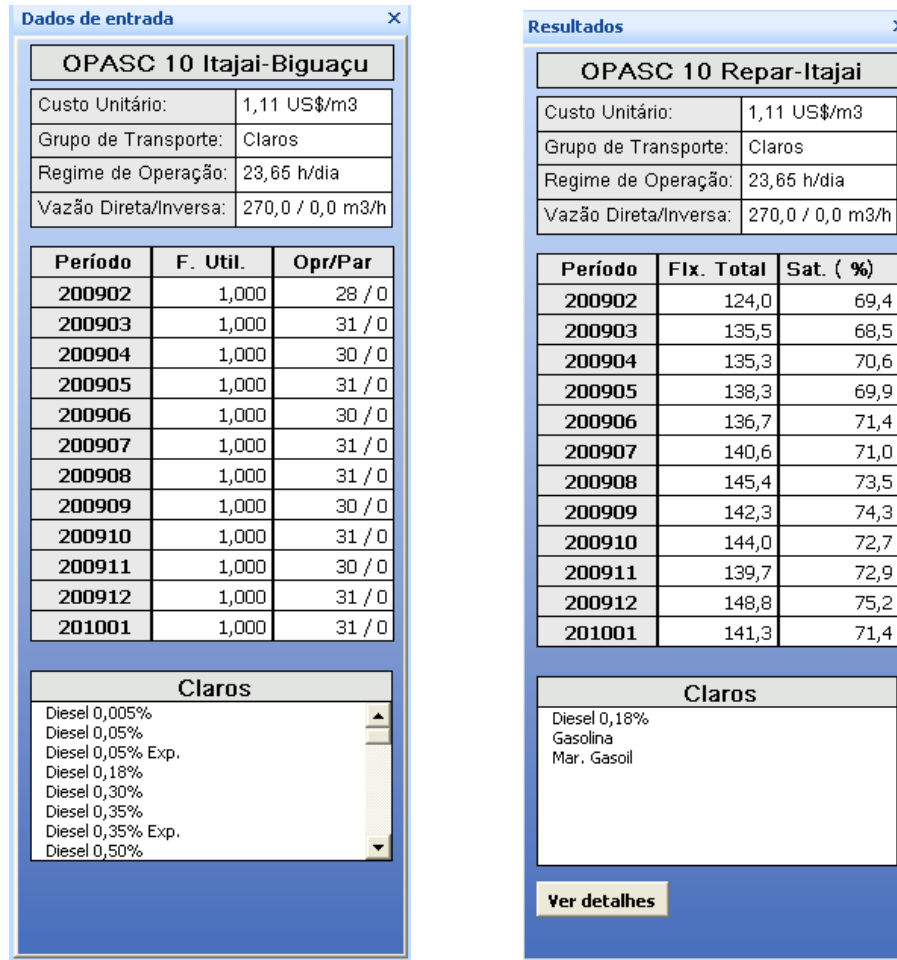 Dados de entrada
OPASC 10 Itajai-Biguaçu
Custo Unitário: 1,11 US$/m3
Grupo de Transporte: Claros
Regime de Operação: 23,65 h/dia
Vazão Direta/Inversa: 270,0 / 0,0 m3/h
Período F. Util. Opr/Par
200902 1,000 28 / 0
200903 1,000 31 / 0
200904 1,000 30 / 0
200905 1,000 31 / 0
200906 1,000 30 / 0
200907 1,000 31 / 0
200908 1,000 31 / 0
200909 1,000 30 / 0
200910 1,000 31 / 0
200911 1,000 30 / 0
200912 1,000 31 / 0
201001 1,000 31 / 0
Claros
Diesel 0,005%
Diesel 0,05%
Diesel 0,05% Exp.
Diesel 0,18%
Diesel 0,30%
Diesel 0,35%
Diesel 0,35% Exp.
Diesel 0,50%
Resultados
OPASC 10 Repar-Itajai
Custo Unitário: 1,11 US$/m3
Grupo de Transporte: Claros
Regime de Operação: 23,65 h/dia
Vazão Direta/Inversa: 270,0 / 0,0 m3/h
Período Flx. Total Sat. ( %)
200902 124,0 69,4
200903 135,5 68,5
200904 135,3 70,6
200905 138,3 69,9
200906 136,7 71,4
200907 140,6 71,0
200908 145,4 73,5
200909 142,3 74,3
200910 144,0 72,7
200911 139,7 72,9
200912 148,8 75,2
201001 141,3 71,4
Claros
Diesel 0,18%
Gasolina
Mar. Gasoil
Ver detalhes